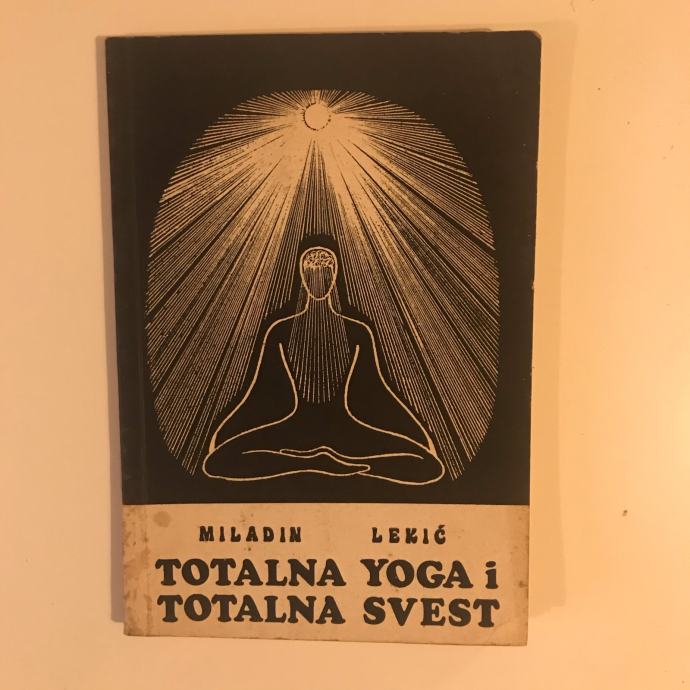 MILADIN LEKIĆ
TOTALNA YOGA i
TOTALNA SVEST